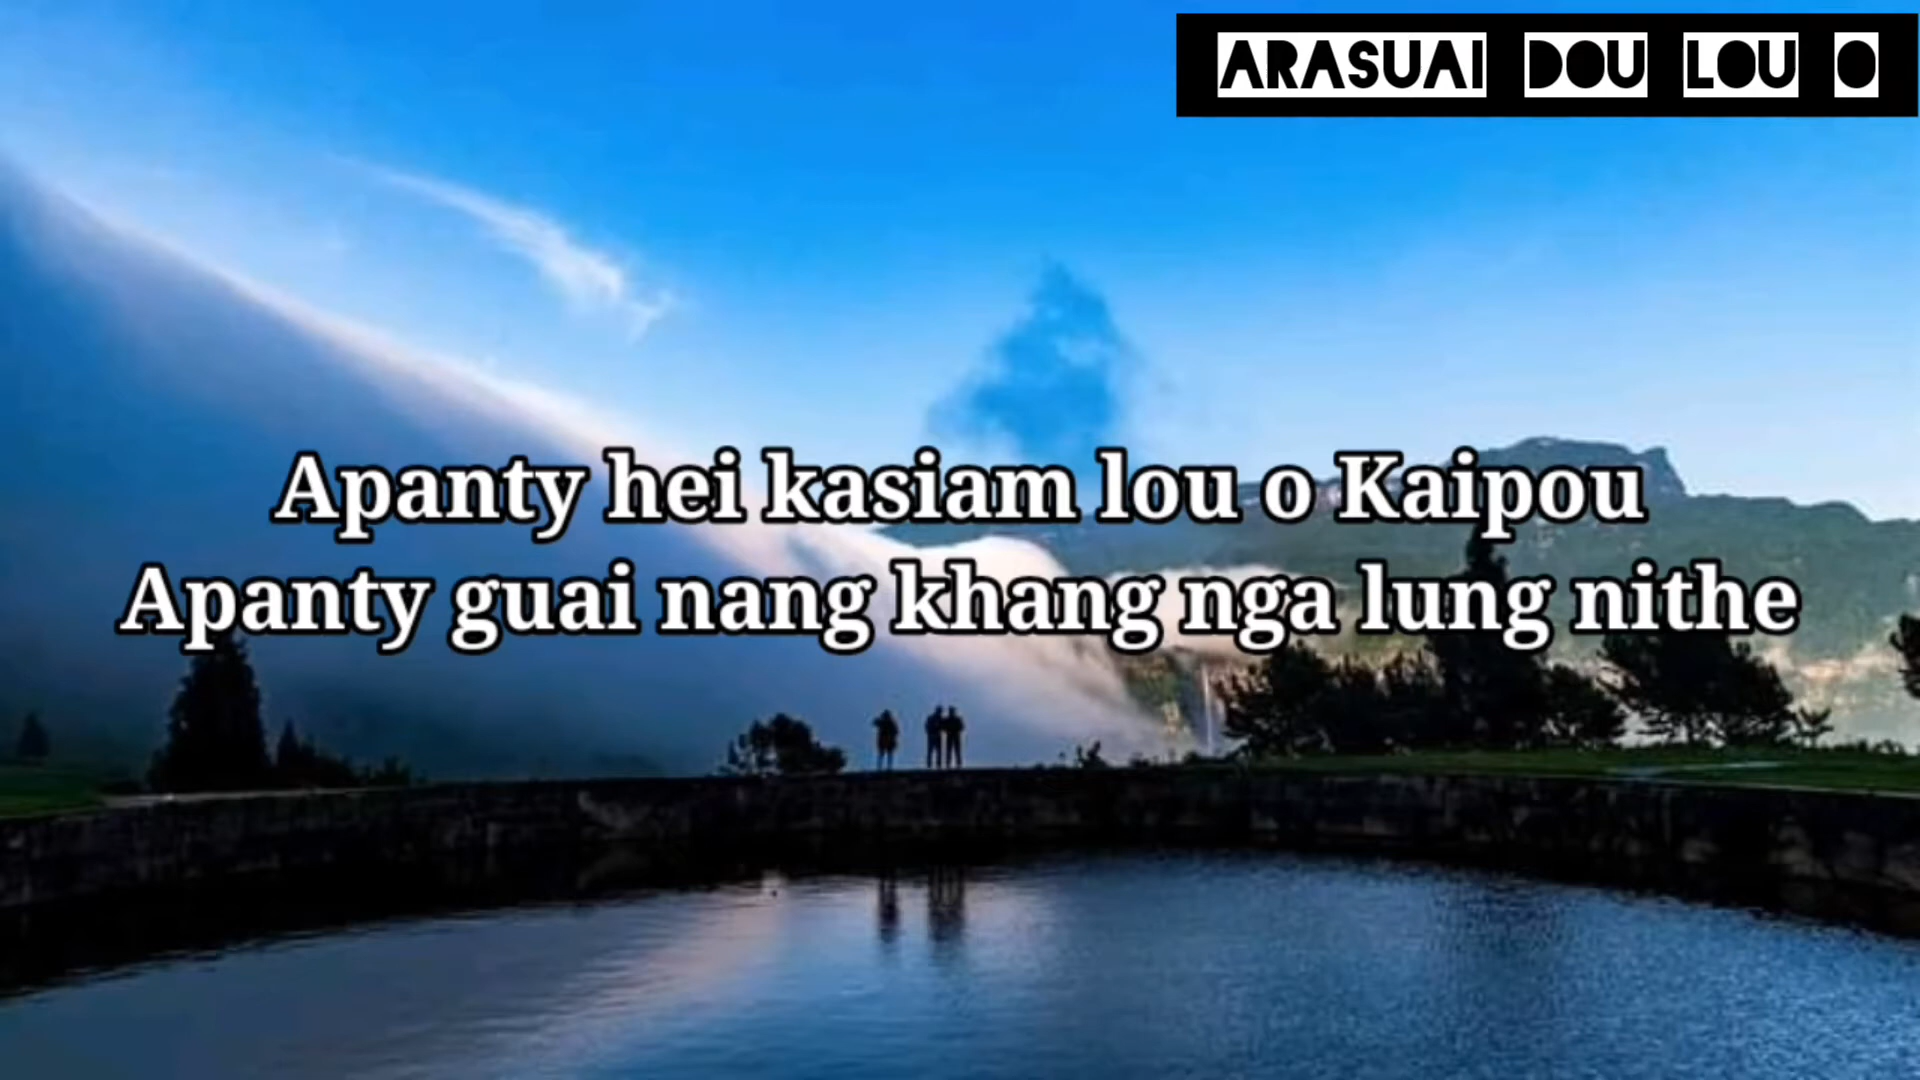 ARASUAI DOU LOU O
Apanty hei kasiam lou o Kaipou
Apanty guai nang khang nga lung nithe